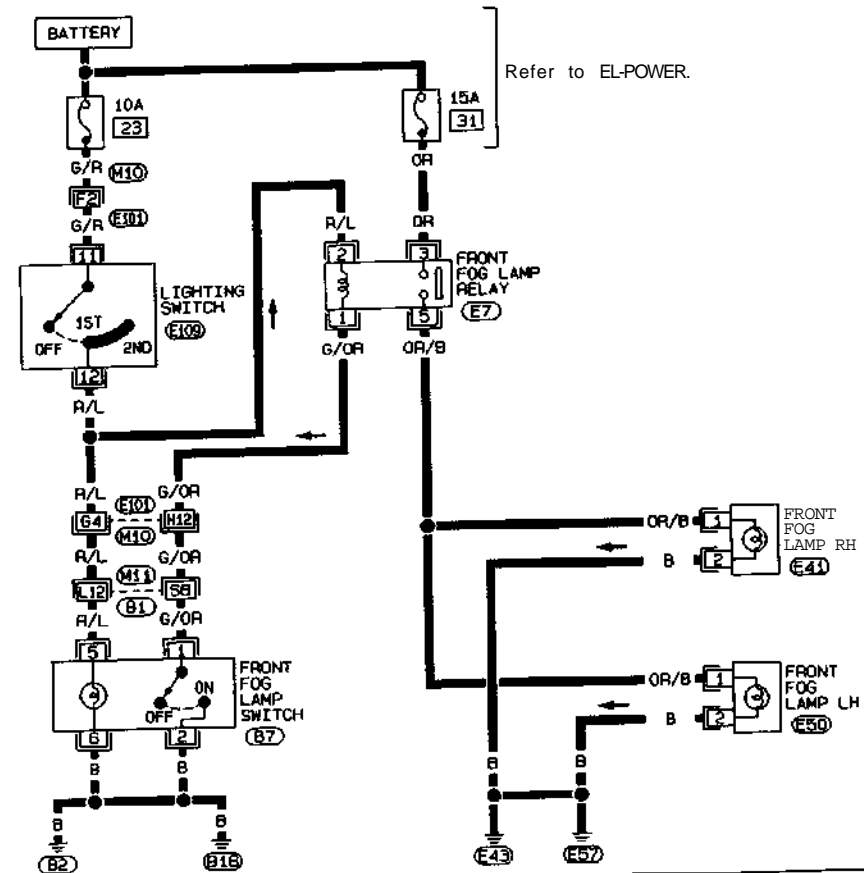 BATTERY
Refer to EL-POWER.
10A
23
15A
31
G/R
M10
OR
F2
G/R
E101
R/L
OR
11
2
3
FRONT
FOG LAMP
RELAY
E7
LIGHTING
SWITCH
E109
1ST
OFF
2ND
1
5
G/OR
OR/B
12
R/L
R/L
E101
G/OR
G4
H12
M10
R/L
G/OR
M11
L12
S8
B1
R/L
G/OR
OR/B
1
FRONT
FOG
LAMP RH
B
2
E41
5
1
FRONT
FOG
LAMP
SWITCH
B7
ON
OFF
6
2
B
B
OR/B
1
FRONT
FOG
LAMP LH
B
2
E50
B
B
B
B
B2
B18
E43
E57